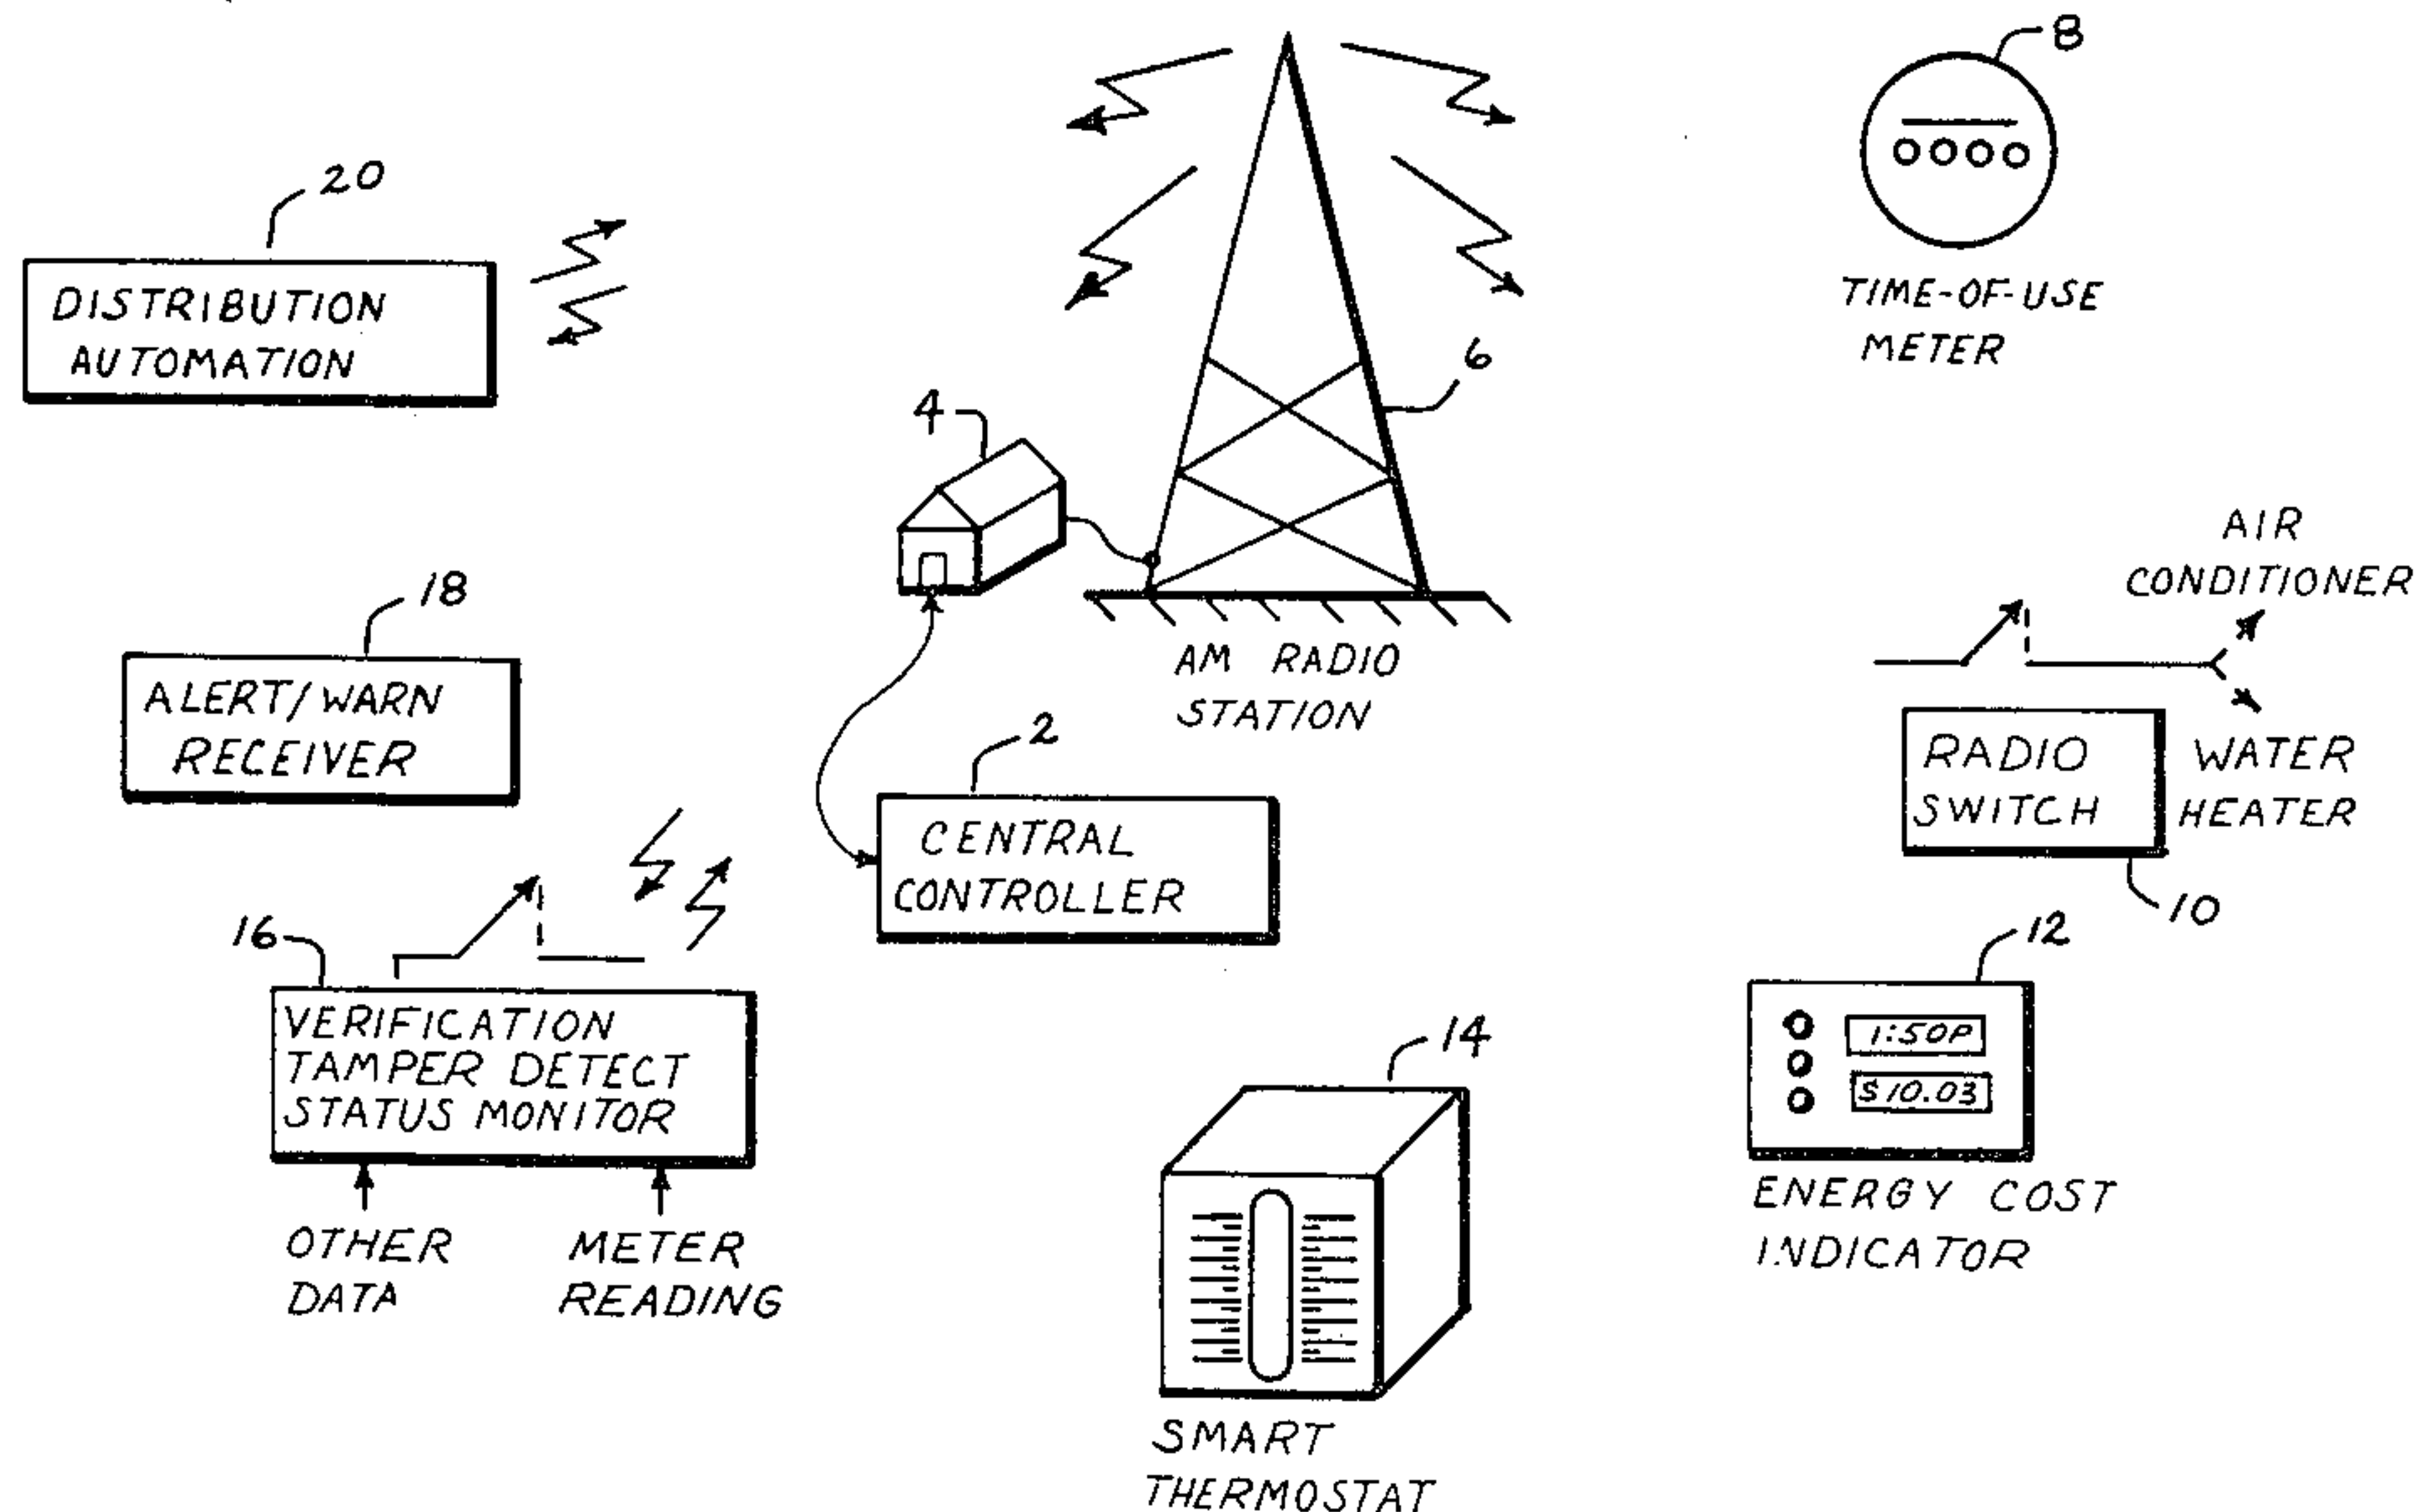 8
20
TIME-OF-USE
METER
DISTRIBUTION
AUTOMATION
6
4
AIR
CONDITIONER
18
AM RADIO
STATION
ALERT/WARN
RECEIVER
2
RADIO
SWITCH
WATER
HEATER
CENTRAL
CONTROLLER
10
16
12
VERIFICATION
TAMPER DETECT
STATUS MONITOR
14
1:50P
$10.03
OTHER
DATA
METER
READING
ENERGY COST
INDICATOR
SMART
THERMOSTAT